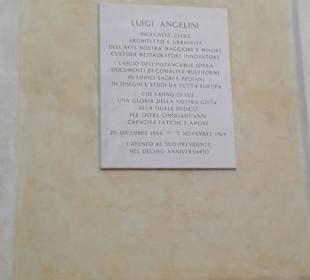 LUIGI ANGELINI
INGEGNERE CIVILE
ARCHITETTO E URBANISTA
DELL'ARTE NOSTRA MAGGIORE E MINORE
CUSTODE RESTAURATORE INNOVATORE
LASCIÒ DELL'INSTANCABILE OPERA
DOCUMENTI DI GENIALITÀ MULTIFORME
IN EDIFICI SACRI E PROFANI
IN DISEGNI E STUDI DA TUTTA EUROPA
CHE FANNO DI LUI
UNA GLORIA DELLA NOSTRA CITTÀ
ALLA QUALE DEDICÒ
PER OLTRE CINQUANT'ANNI
CAPACITÀ FATICHE E AMORE
20 DICEMBRE 1884 — 7 NOVEMBRE 1969
L'ATENEO AL SUO PRESIDENTE
NEL DECIMO ANNIVERSARIO